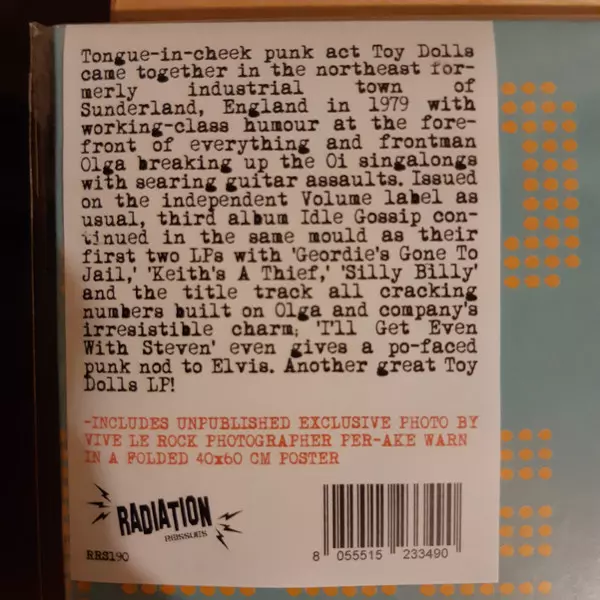 Tongue-in-cheek punk act Toy Dolls
came together in the northeast for-
merly industrial town of
Sunderland, England in 1979 with
working-class humour at the fore-
front of everything and frontman
Olga breaking up the Oi singalongs
with searing guitar assaults. Issued
on the independent Volume label as
usual, third album Idle Gossip con-
tinued in the same mould as their
first two LPs with 'Geordie's Gone To
Jail,' 'Keith's A Thief,' 'Silly Billy'
and the title track all cracking
numbers built on Olga and company's
irresistible charm; 'I'll Get Even
With Steven' even gives a po-faced
punk nod to Elvis. Another great Toy
Dolls LP!
-INCLUDES UNPUBLISHED EXCLUSIVE PHOTO BY
VIVE LE ROCK PHOTOGRAPHER PER-AKE WARN
IN A FOLDED 40x60 CM POSTER
RADIATION
REISSUES
RRS190
8 055515 233490